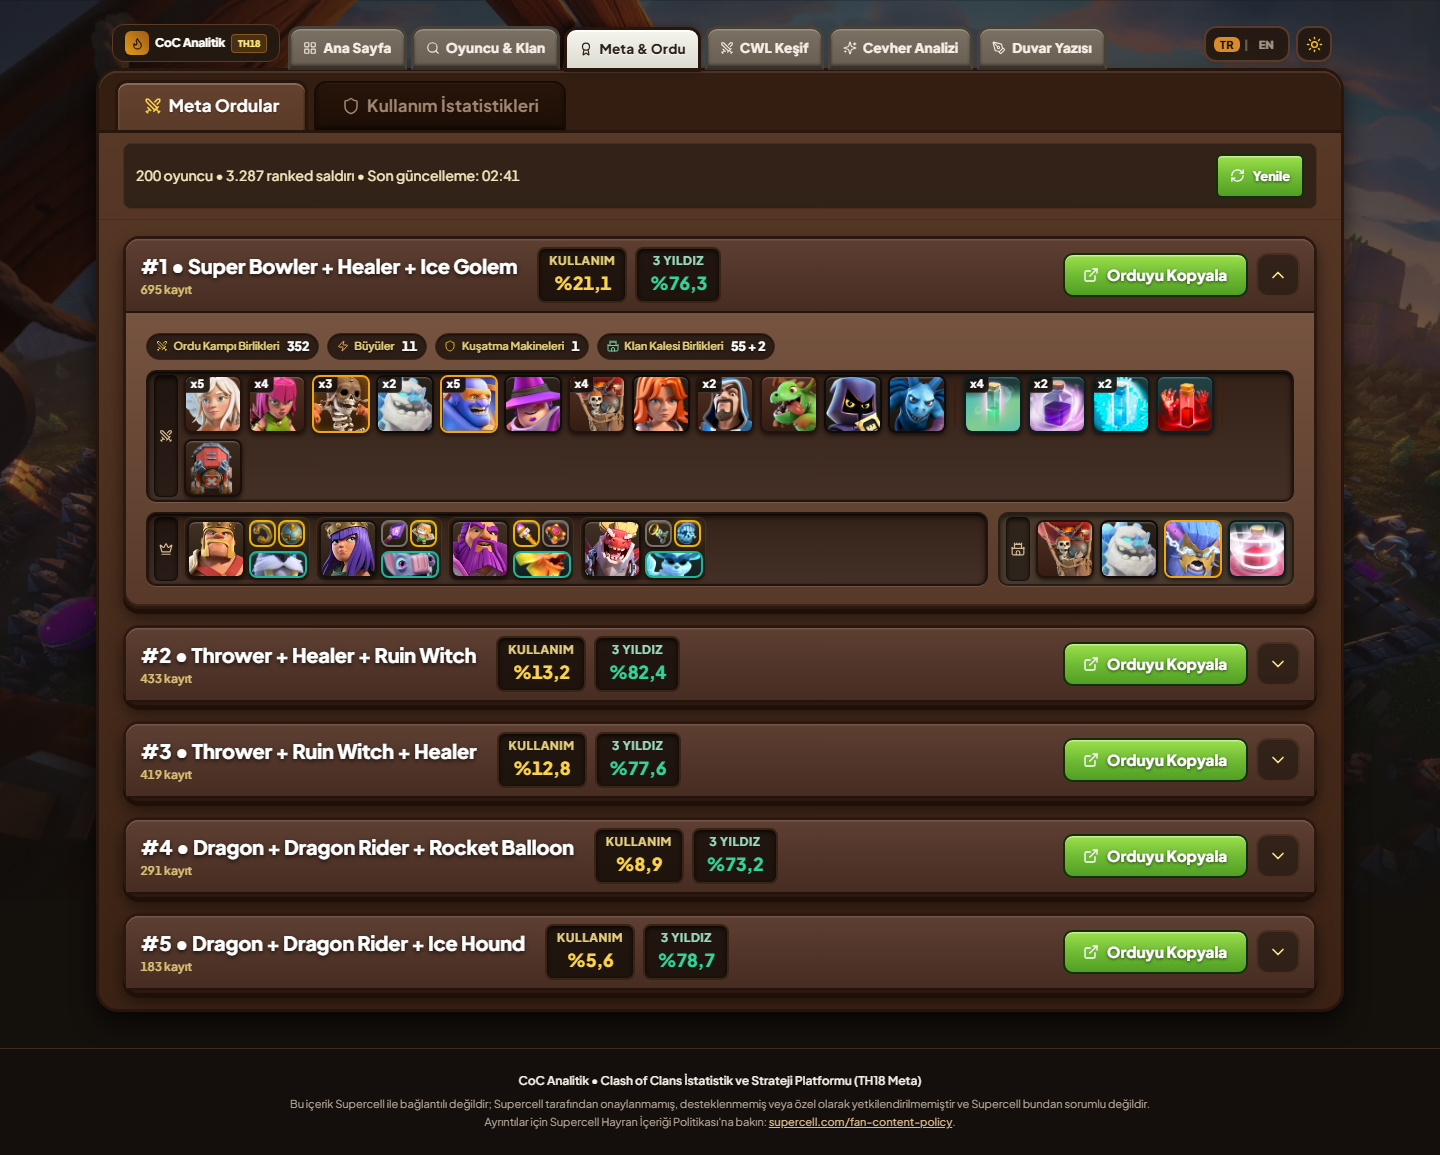 CoC Analitik TH18
Ana Sayfa
Oyuncu & Klan
Meta & Ordu
CWL Keşif
Cevher Analizi
Duvar Yazısı
TR | EN
Meta Ordular
Kullanım İstatistikleri
200 oyuncu • 3.287 ranked saldırı • Son güncelleme: 02:41
Yenile
#1 • Super Bowler + Healer + Ice Golem
695 kayıt
KULLANIM
%21,1
3 YILDIZ
%76,3
Orduyu Kopyala
Ordu Kampı Birlikleri 352
Büyüler 11
Kuşatma Makineleri 1
Klan Kalesi Birlikleri 55 + 2
x5 x4 x3 x2 x5 x4 x2 x4 x2 x2
#2 • Thrower + Healer + Ruin Witch
433 kayıt
KULLANIM
%13,2
3 YILDIZ
%82,4
Orduyu Kopyala
#3 • Thrower + Ruin Witch + Healer
419 kayıt
KULLANIM
%12,8
3 YILDIZ
%77,6
Orduyu Kopyala
#4 • Dragon + Dragon Rider + Rocket Balloon
291 kayıt
KULLANIM
%8,9
3 YILDIZ
%73,2
Orduyu Kopyala
#5 • Dragon + Dragon Rider + Ice Hound
183 kayıt
KULLANIM
%5,6
3 YILDIZ
%78,7
Orduyu Kopyala
CoC Analitik • Clash of Clans İstatistik ve Strateji Platformu (TH18 Meta)
Bu içerik Supercell ile bağlantılı değildir; Supercell tarafından onaylanmamış, desteklenmemiş veya özel olarak yetkilendirilmemiştir ve Supercell bundan sorumlu değildir.
Ayrıntılar için Supercell Hayran İçeriği Politikası'na bakın: supercell.com/fan-content-policy.